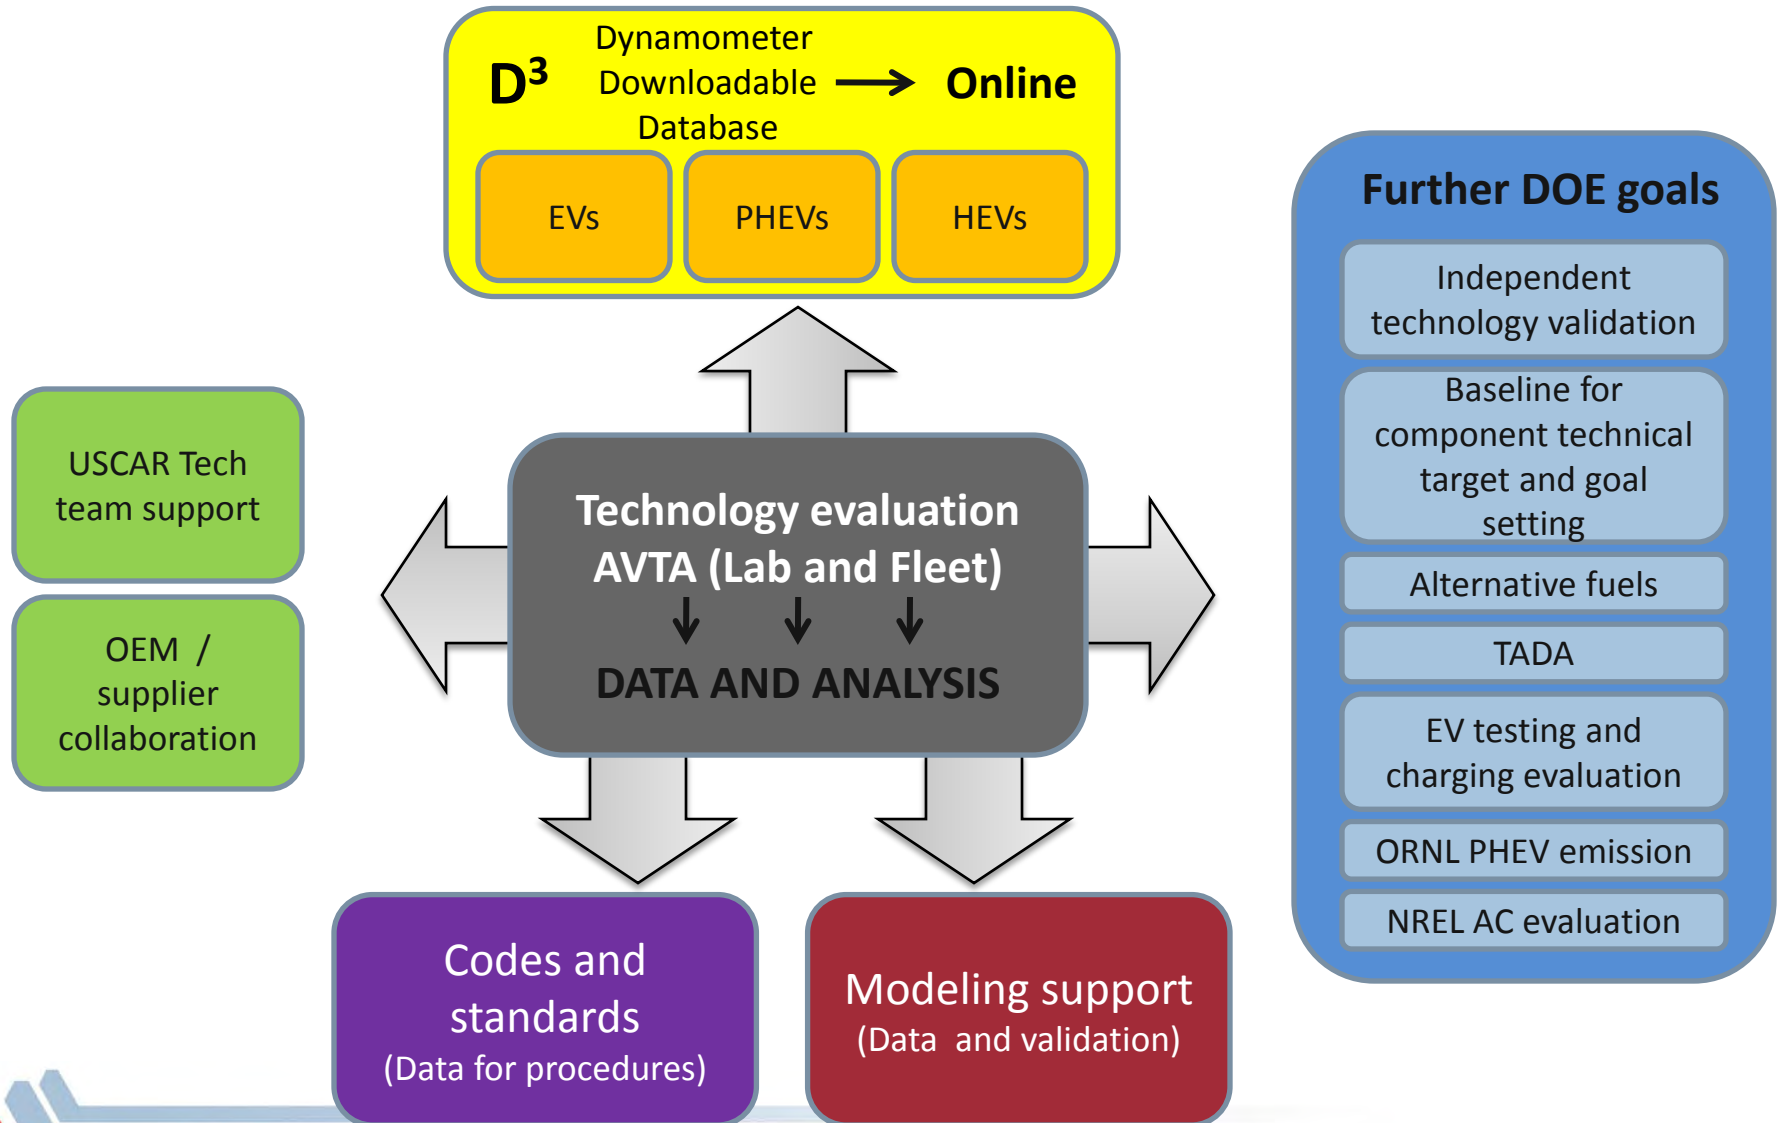 D³
Dynamometer
Downloadable
Database
Online
EVs
PHEVs
HEVs
USCAR Tech
team support
OEM /
supplier
collaboration
Technology evaluation
AVTA (Lab and Fleet)
DATA AND ANALYSIS
Further DOE goals
Independent
technology validation
Baseline for
component technical
target and goal
setting
Alternative fuels
TADA
EV testing and
charging evaluation
ORNL PHEV emission
NREL AC evaluation
Codes and
standards
(Data for procedures)
Modeling support
(Data and validation)